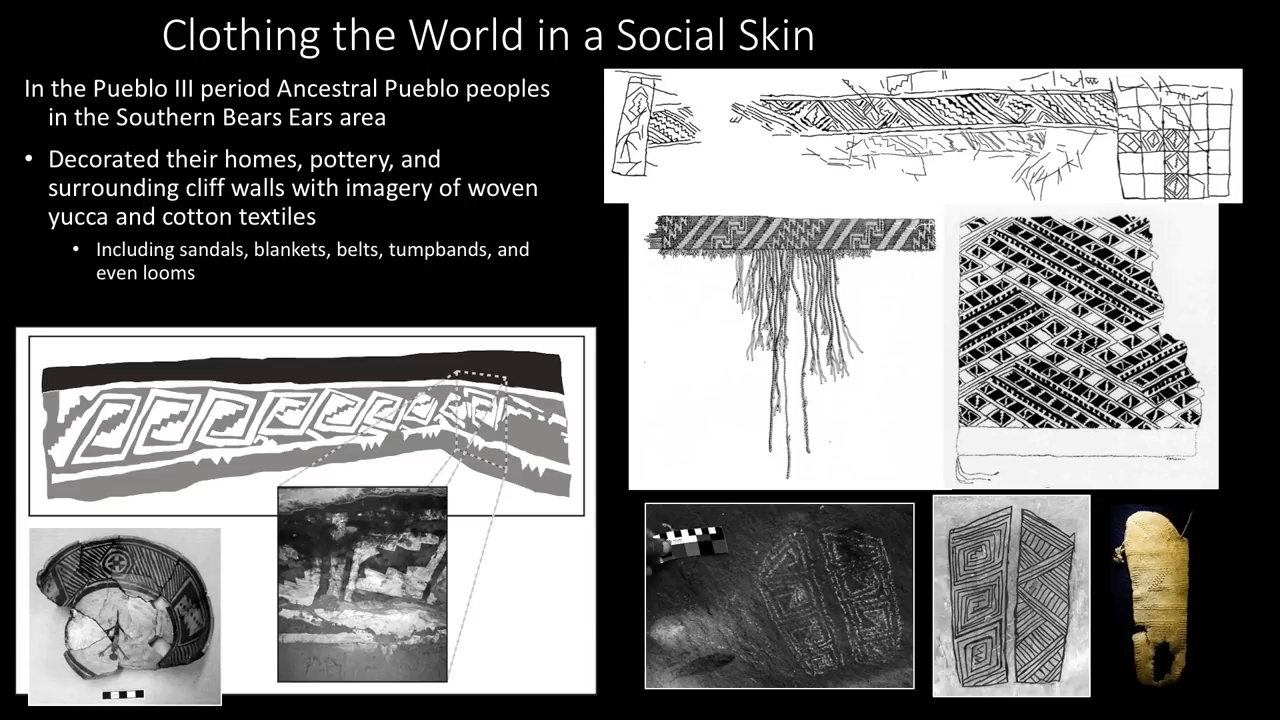 Clothing the World in a Social Skin
In the Pueblo III period Ancestral Pueblo peoples
in the Southern Bears Ears area
• Decorated their homes, pottery, and
surrounding cliff walls with imagery of woven
yucca and cotton textiles
• Including sandals, blankets, belts, tumpbands, and
even looms